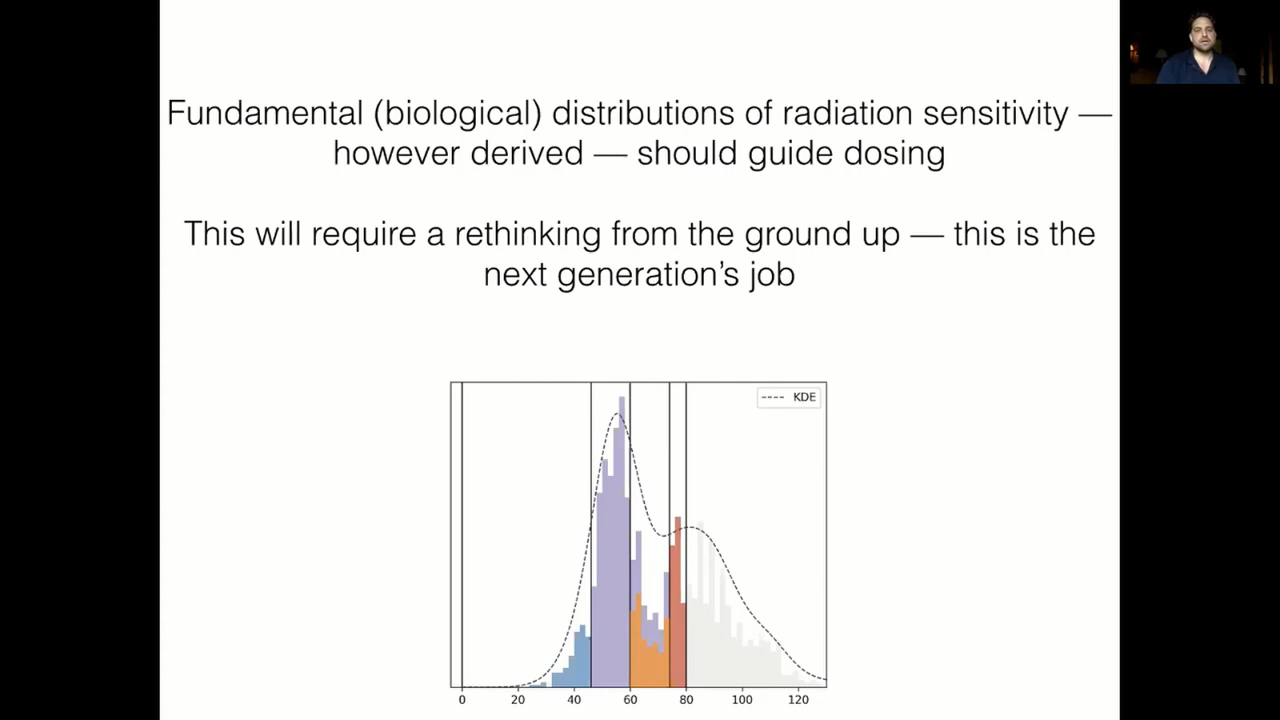 Fundamental (biological) distributions of radiation sensitivity —
however derived — should guide dosing
This will require a rethinking from the ground up — this is the
next generation’s job
KDE
0 20 40 60 80 100 120